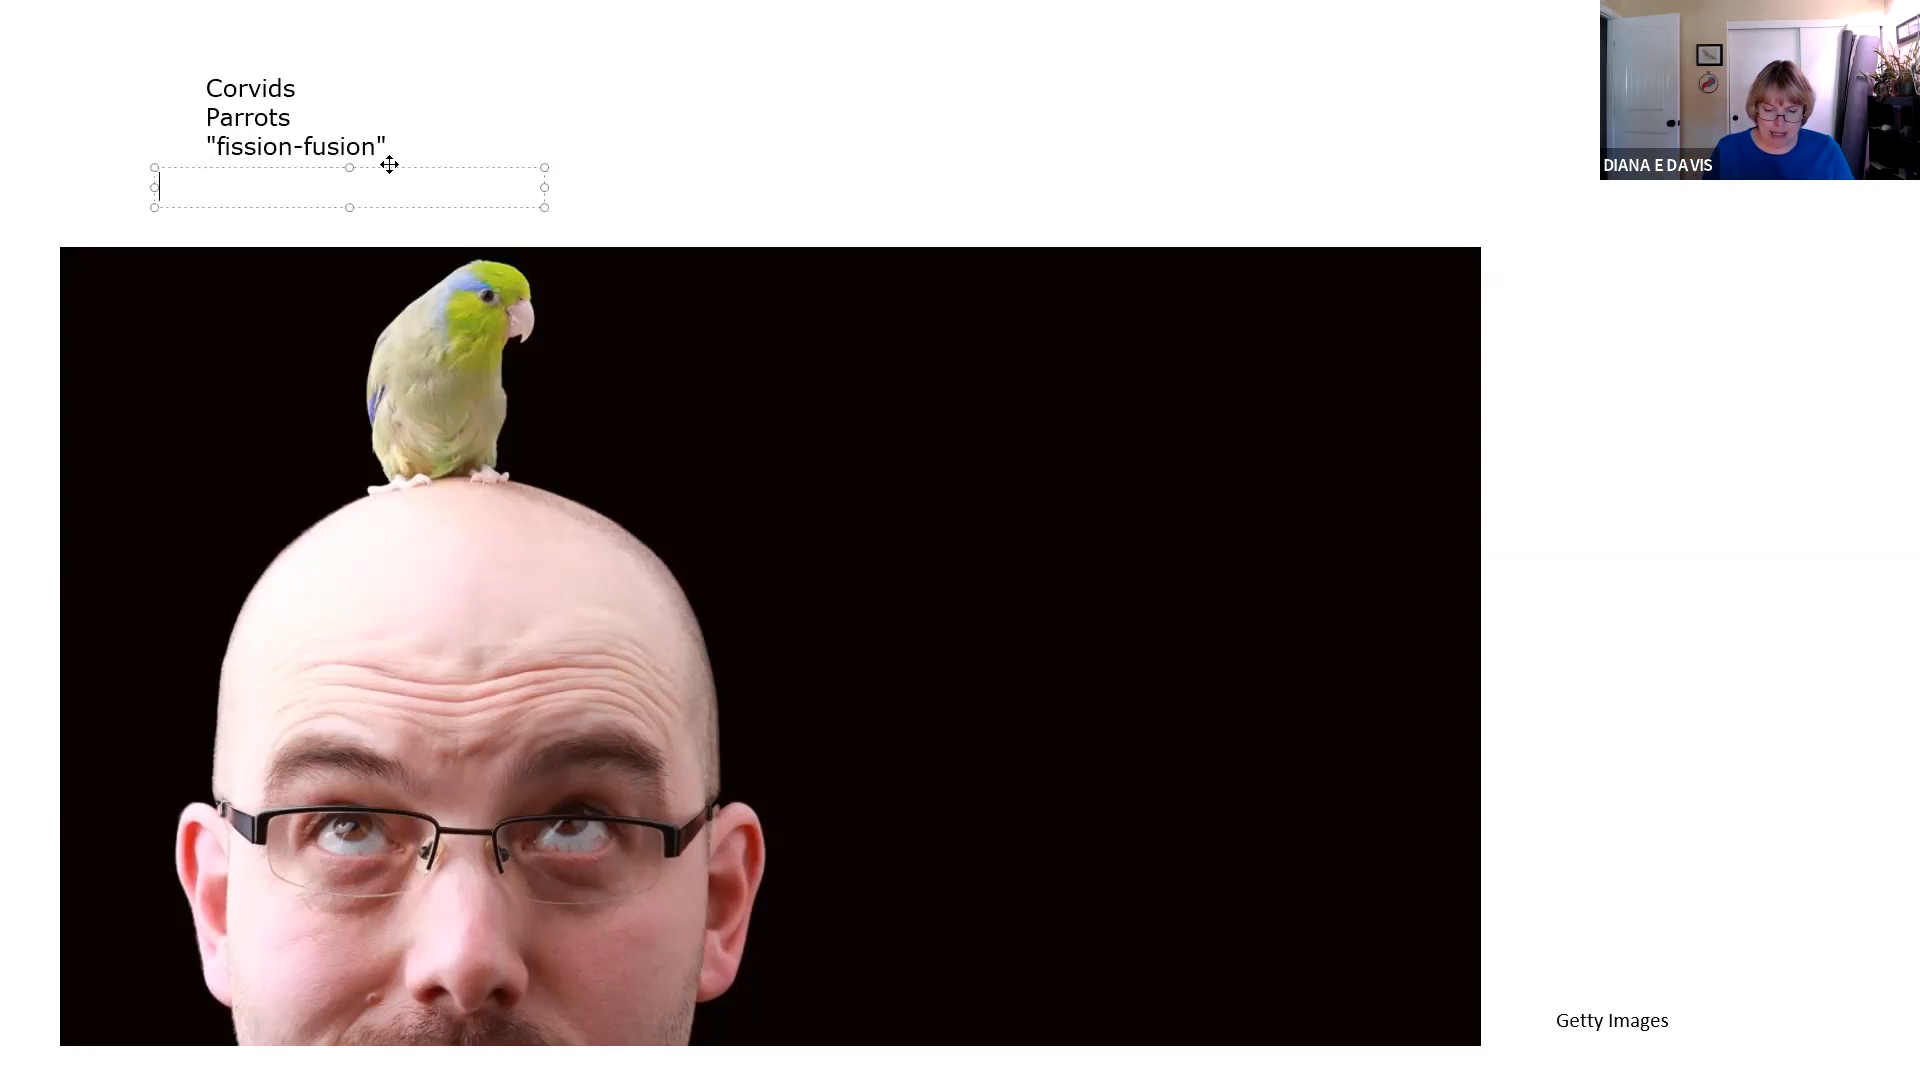 Corvids
Parrots
"fission-fusion"
DIANA E DAVIS
Getty Images